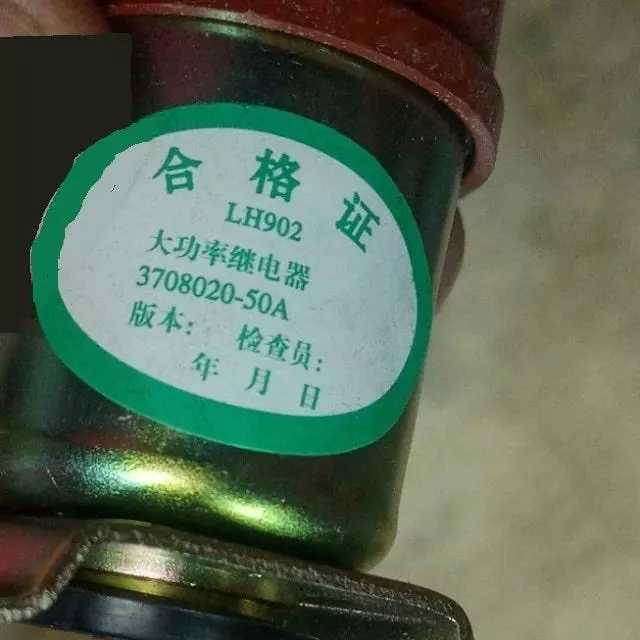 合格证
LH902
大功率继电器
3708020-50A
版本: 检查员:
年 月 日